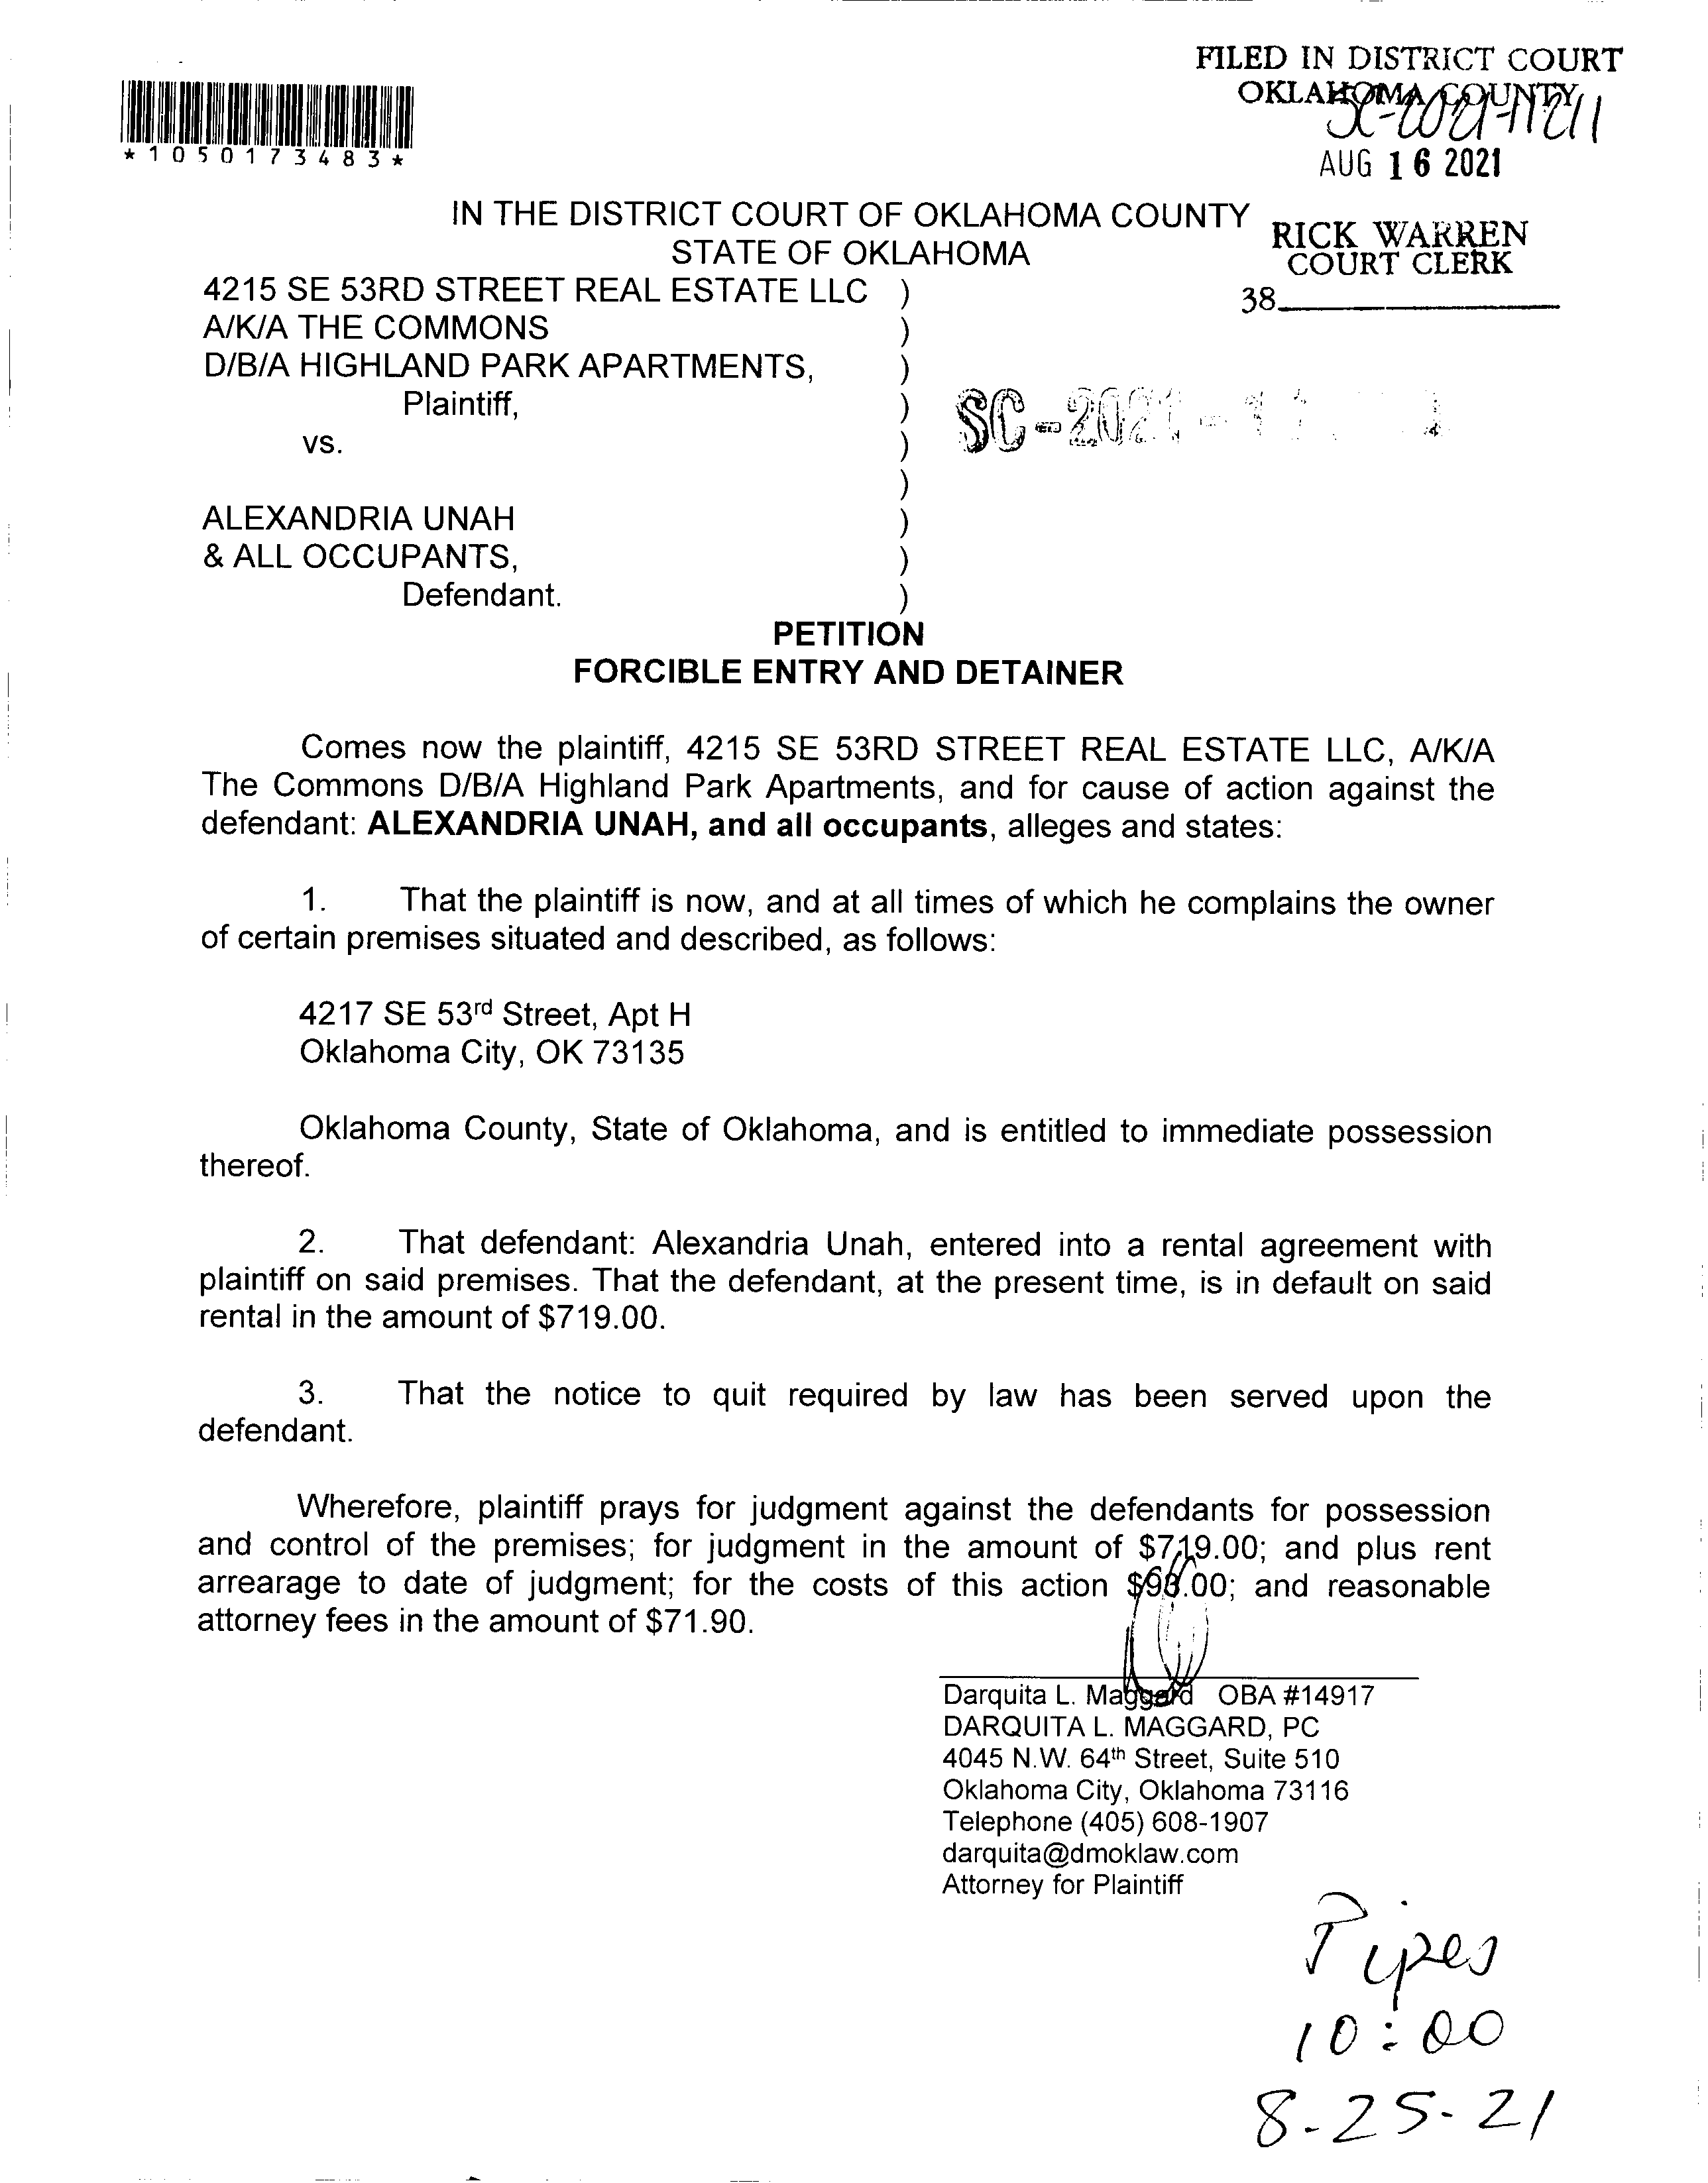 FILED IN DISTRICT COURT
OKLAHOMA COUNTY
SC-2021-11211
AUG 16 2021
*1050173483*
IN THE DISTRICT COURT OF OKLAHOMA COUNTY
STATE OF OKLAHOMA
RICK WARREN
COURT CLERK
38
4215 SE 53RD STREET REAL ESTATE LLC )
A/K/A THE COMMONS )
D/B/A HIGHLAND PARK APARTMENTS, )
Plaintiff, )
SC-2021-1
vs. )
)
ALEXANDRIA UNAH )
& ALL OCCUPANTS, )
Defendant. )
PETITION
FORCIBLE ENTRY AND DETAINER
Comes now the plaintiff, 4215 SE 53RD STREET REAL ESTATE LLC, A/K/A
The Commons D/B/A Highland Park Apartments, and for cause of action against the
defendant: ALEXANDRIA UNAH, and all occupants, alleges and states:
1. That the plaintiff is now, and at all times of which he complains the owner
of certain premises situated and described, as follows:
4217 SE 53rd Street, Apt H
Oklahoma City, OK 73135
Oklahoma County, State of Oklahoma, and is entitled to immediate possession
thereof.
2. That defendant: Alexandria Unah, entered into a rental agreement with
plaintiff on said premises. That the defendant, at the present time, is in default on said
rental in the amount of $719.00.
3. That the notice to quit required by law has been served upon the
defendant.
Wherefore, plaintiff prays for judgment against the defendants for possession
and control of the premises; for judgment in the amount of $719.00; and plus rent
arrearage to date of judgment; for the costs of this action and reasonable
attorney fees in the amount of $71.90.
Darquita L. Maggard OBA #14917
DARQUITA L. MAGGARD, PC
4045 N.W. 64th Street, Suite 510
Oklahoma City, Oklahoma 73116
Telephone (405) 608-1907
darquita@dmoklaw.com
Attorney for Plaintiff
Pipes
10:00
8-25-21